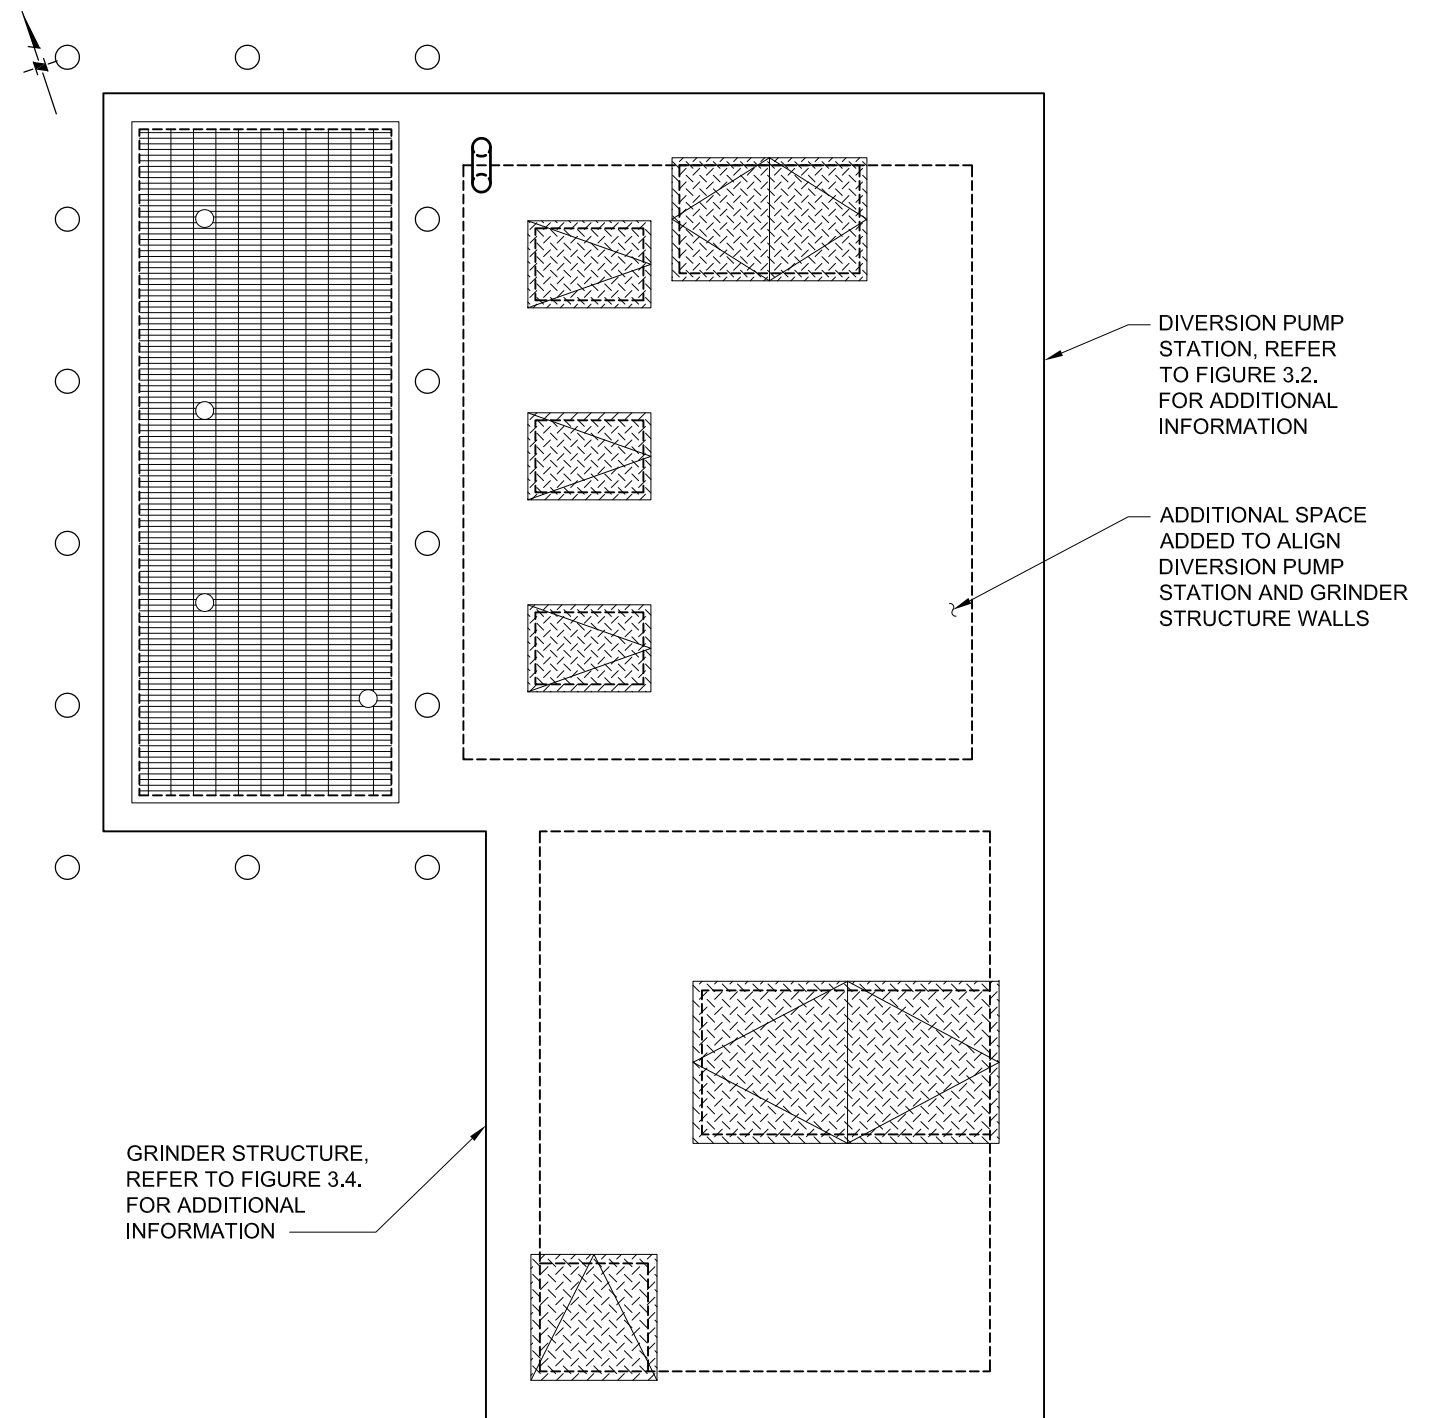 DIVERSION PUMP
STATION, REFER
TO FIGURE 3.2.
FOR ADDITIONAL
INFORMATION
ADDITIONAL SPACE
ADDED TO ALIGN
DIVERSION PUMP
STATION AND GRINDER
STRUCTURE WALLS
GRINDER STRUCTURE,
REFER TO FIGURE 3.4.
FOR ADDITIONAL
INFORMATION